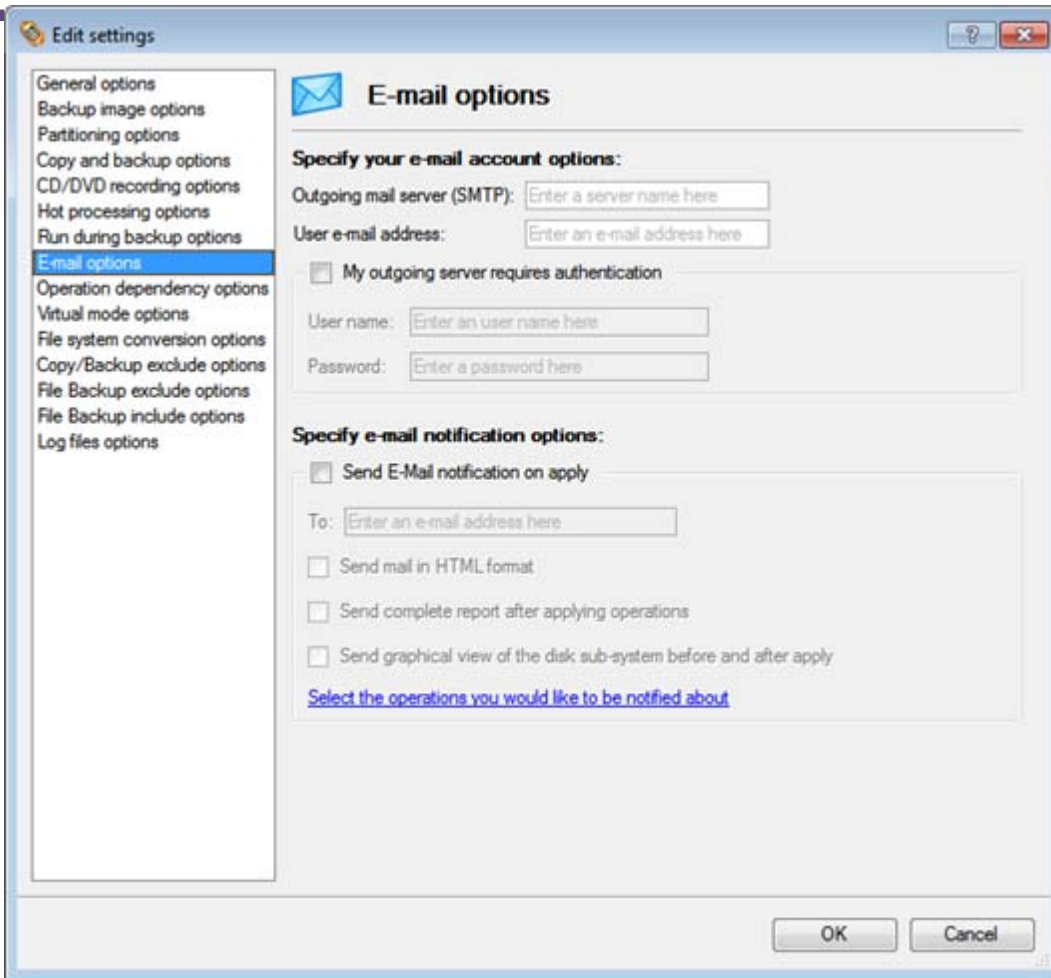 Edit settings
General options
Backup image options
Partitioning options
Copy and backup options
CD/DVD recording options
Hot processing options
Run during backup options
E-mail options
Operation dependency options
Virtual mode options
File system conversion options
Copy/Backup exclude options
File Backup exclude options
File Backup include options
Log files options
E-mail options
Specify your e-mail account options:
Outgoing mail server (SMTP): Enter a server name here
User e-mail address: Enter an e-mail address here
My outgoing server requires authentication
User name: Enter an user name here
Password: Enter a password here
Specify e-mail notification options:
Send E-Mail notification on apply
To: Enter an e-mail address here
Send mail in HTML format
Send complete report after applying operations
Send graphical view of the disk sub-system before and after apply
Select the operations you would like to be notified about
OK Cancel